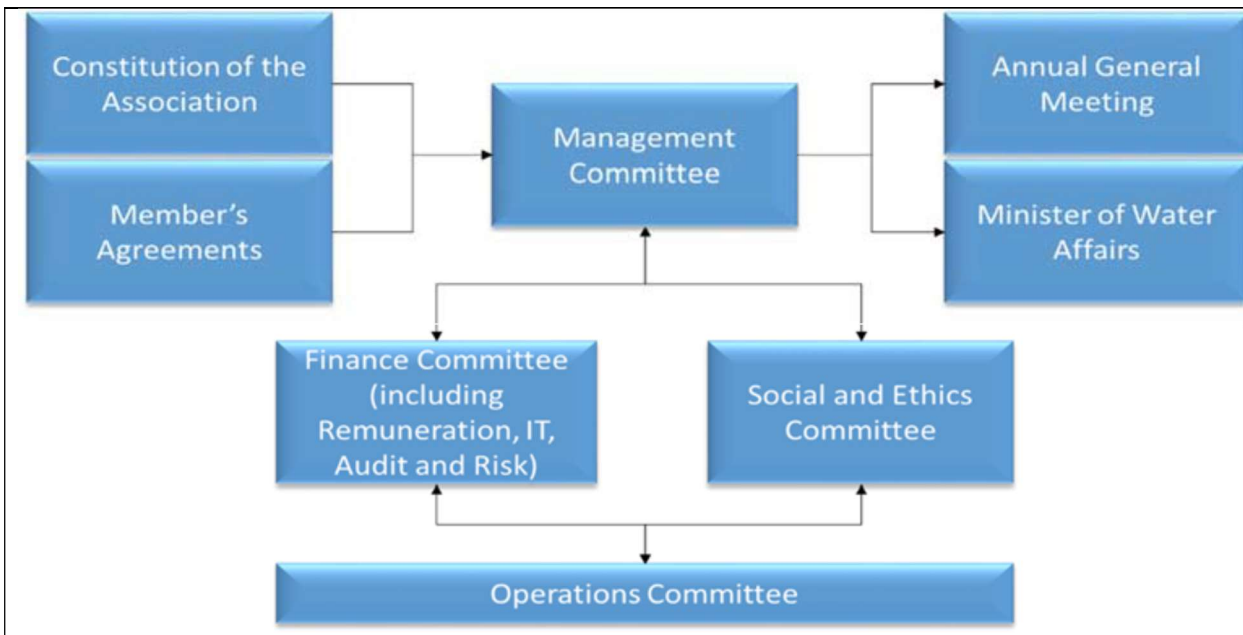 Constitution of the
Association
Member’s
Agreements
Management
Committee
Annual General
Meeting
Minister of Water
Affairs
Finance Committee
(including
Remuneration, IT,
Audit and Risk)
Social and Ethics
Committee
Operations Committee